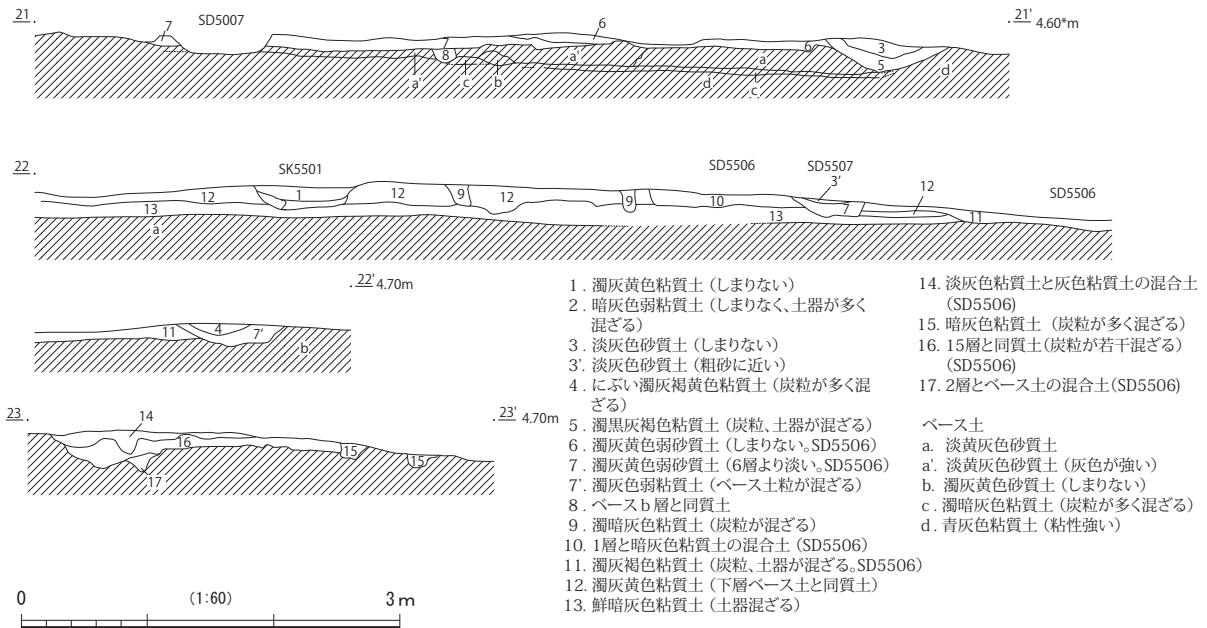 21
SD5007
7
6
21' 4.60*m
7
8
a'
c
b
a'
a'
6
3
5
d
c
d
22
SK5501
SD5506
SD5507
SD5506
12
1
2
12
9
12
9
10
3'
7
12
11
13
13
a
22' 4.70m
11
4
7'
b
23
14
16
17
15
15
23' 4.70m
0
(1:60)
3 m
1 . 濁灰黄色粘質土 (しまりない)
2 . 暗灰色弱粘質土 (しまりなく、土器が多く
混ざる)
3 . 淡灰色砂質土 (しまりない)
3'. 淡灰色砂質土 (粗砂に近い)
4 . にぶい濁灰褐黄色粘質土 (炭粒が多く混
ざる)
5 . 濁黒灰褐色粘質土 (炭粒、土器が混ざる)
6 . 濁灰黄色弱砂質土 (しまりない。SD5506)
7 . 濁灰黄色弱砂質土 (6層より淡い。SD5506)
7'. 濁灰色弱粘質土 (ベース土粒が混ざる)
8 . ベースb層と同質土
9 . 濁暗灰色粘質土 (炭粒が混ざる)
10. 1層と暗灰色粘質土の混合土 (SD5506)
11. 濁灰褐色粘質土 (炭粒、土器が混ざる。SD5506)
12. 濁灰黄色粘質土 (下層ベース土と同質土)
13. 鮮暗灰色粘質土 (土器混ざる)
14. 淡灰色粘質土と灰色粘質土の混合土
(SD5506)
15. 暗灰色粘質土 (炭粒が多く混ざる)
16. 15層と同質土(炭粒が若干混ざる)
(SD5506)
17. 2層とベース土の混合土(SD5506)
ベース土
a. 淡黄灰色砂質土
a'. 淡黄灰色砂質土 (灰色が強い)
b. 濁灰黄色砂質土 (しまりない)
c . 濁暗灰色粘質土 (炭粒が多く混ざる)
d. 青灰色粘質土 (粘性強い)